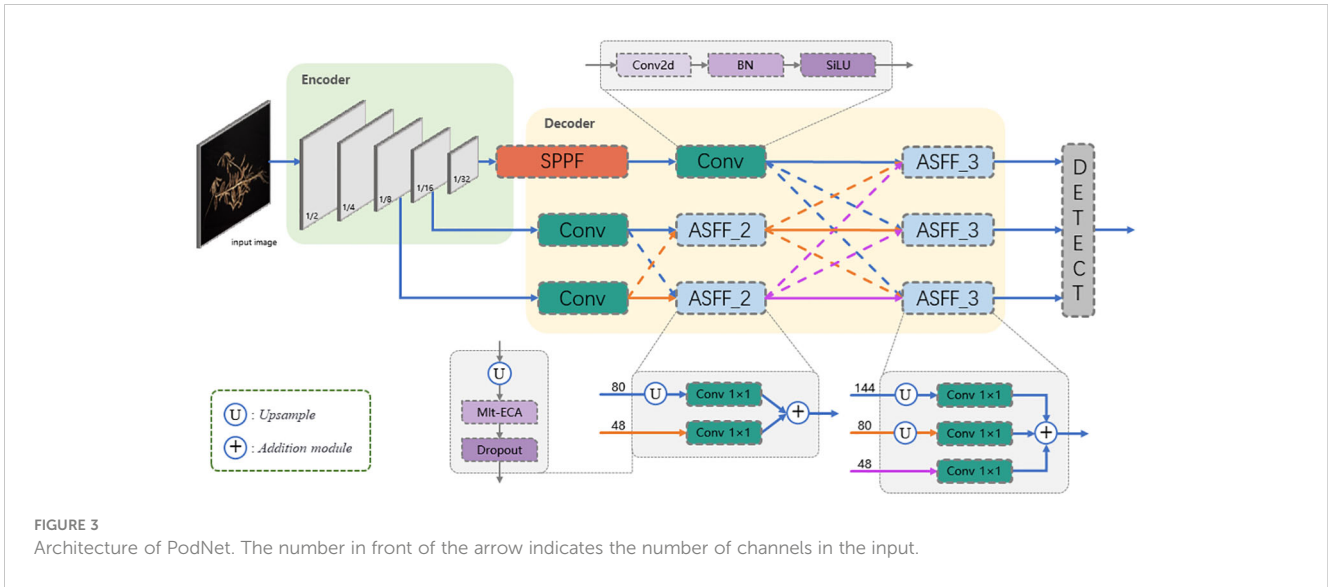 Conv2d
BN
SiLU
Encoder
Decoder
1/2
1/4
1/8
1/16
1/32
input image
SPPF
Conv
ASFF_3
Conv
ASFF_2
ASFF_3
Conv
ASFF_2
ASFF_3
DETECT
U : Upsample
+ : Addition module
U
Mlt-ECA
Dropout
80
U
Conv 1×1
48
Conv 1×1
+
144
U
Conv 1×1
80
U
Conv 1×1
+
48
Conv 1×1
FIGURE 3
Architecture of PodNet. The number in front of the arrow indicates the number of channels in the input.